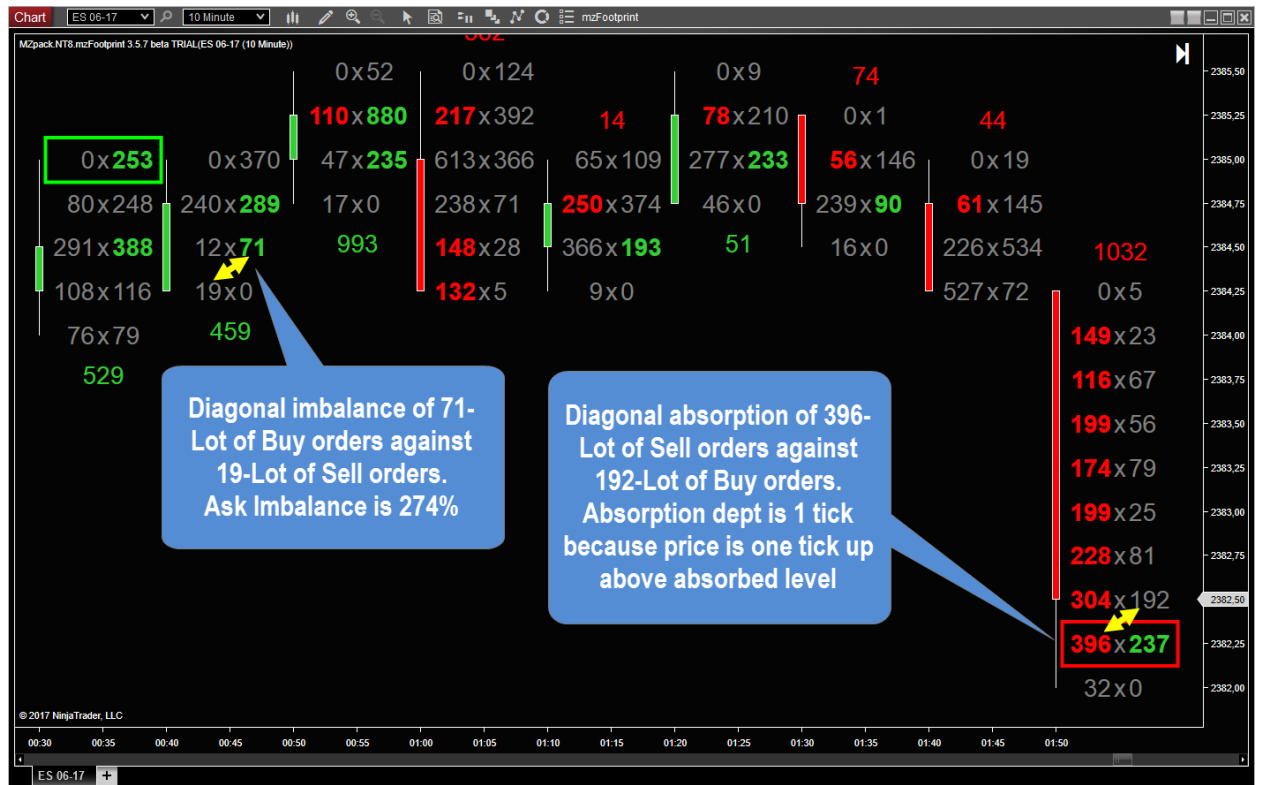 Chart ES 06-17 10 Minute mzFootprint
MZpack.NT8.mzFootprint 3.5.7 beta TRIAL(ES 06-17 (10 Minute))
0x52 0x124 0x9 74 2385,50
110x880 217x392 14 78x210 0x1 44 2385,25
0x253 0x370 47x235 613x366 65x109 277x233 56x146 0x19 2385,00
80x248 240x289 17x0 238x71 250x374 46x0 239x90 61x145 2384,75
291x388 12x71 993 148x28 366x193 51 16x0 226x534 1032 2384,50
108x116 19x0 132x5 9x0 527x72 0x5 2384,25
76x79 459 149x23 2384,00
529 116x67 2383,75
199x56 2383,50
174x79 2383,25
199x25 2383,00
228x81 2382,75
304x192 2382,50
396x237 2382,25
32x0 2382,00
Diagonal imbalance of 71-
Lot of Buy orders against
19-Lot of Sell orders.
Ask Imbalance is 274%
Diagonal absorption of 396-
Lot of Sell orders against
192-Lot of Buy orders.
Absorption dept is 1 tick
because price is one tick up
above absorbed level
© 2017 NinjaTrader, LLC
00:30 00:35 00:40 00:45 00:50 00:55 01:00 01:05 01:10 01:15 01:20 01:25 01:30 01:35 01:40 01:45 01:50
ES 06-17 +